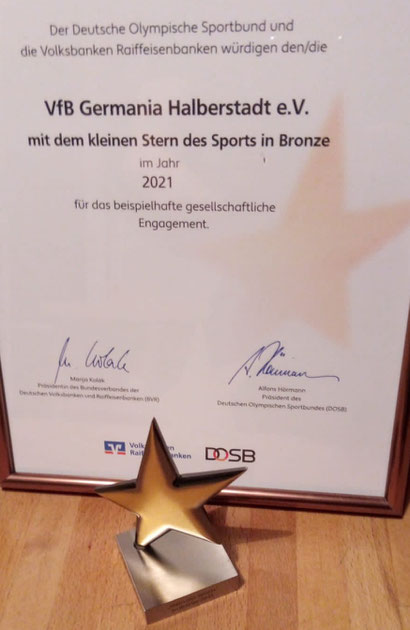 Der Deutsche Olympische Sportbund und
die Volksbanken Raiffeisenbanken würdigen den/die
VfB Germania Halberstadt e.V.
mit dem kleinen Stern des Sports in Bronze
im Jahr
2021
für das beispielhafte gesellschaftliche
Engagement.
Marija Kolak
Präsidentin des Bundesverbandes der
Deutschen Volksbanken und Raiffeisenbanken (BVR)
Alfons Hörmann
Präsident des
Deutschen Olympischen Sportbundes (DOSB)
DOSB